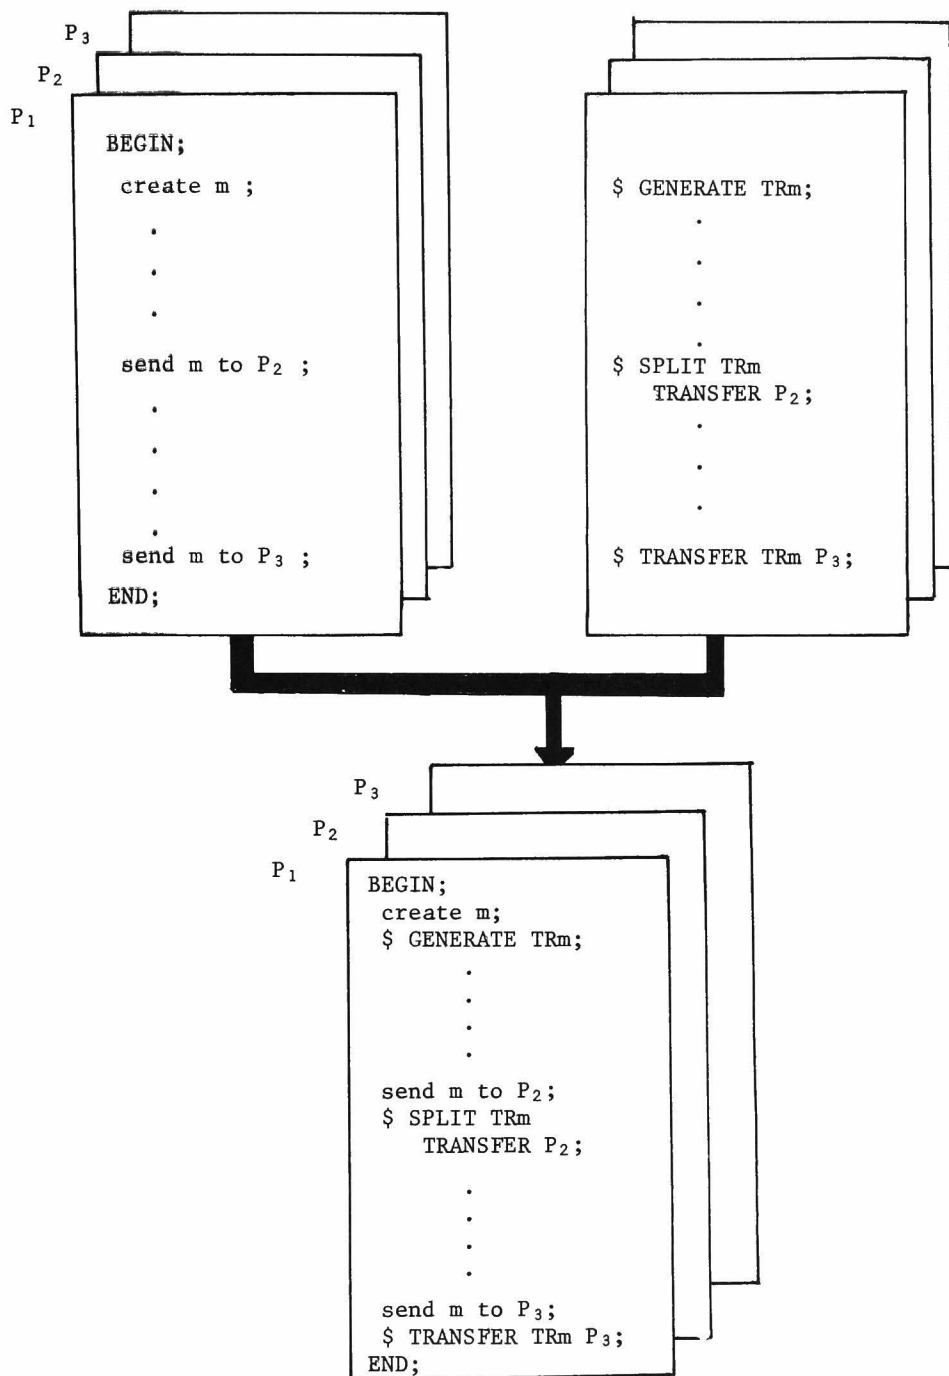 P₃
P₂
P₁
BEGIN;
create m ;
.
.
.
send m to P₂ ;
.
.
.
.
send m to P₃ ;
END;
$ GENERATE TRm;
.
.
.
.
$ SPLIT TRm
TRANSFER P₂;
.
.
.
$ TRANSFER TRm P₃;
P₃
P₂
P₁
BEGIN;
create m;
$ GENERATE TRm;
.
.
.
.
send m to P₂;
$ SPLIT TRm
TRANSFER P₂;
.
.
.
.
send m to P₃;
$ TRANSFER TRm P₃;
END;